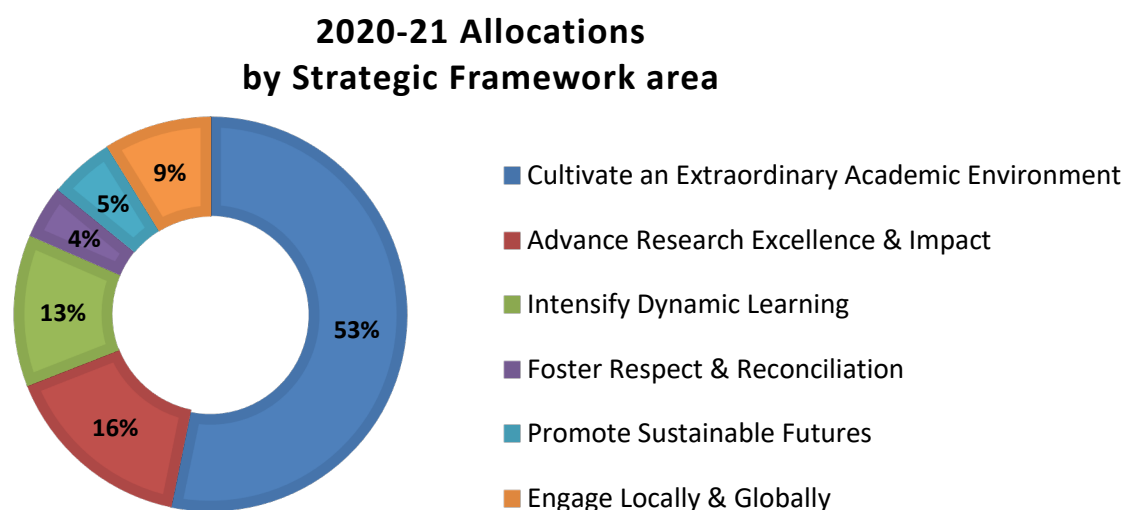 2020-21 Allocations
by Strategic Framework area
9%
5%
4%
13%
53%
16%
Cultivate an Extraordinary Academic Environment
Advance Research Excellence & Impact
Intensify Dynamic Learning
Foster Respect & Reconciliation
Promote Sustainable Futures
Engage Locally & Globally